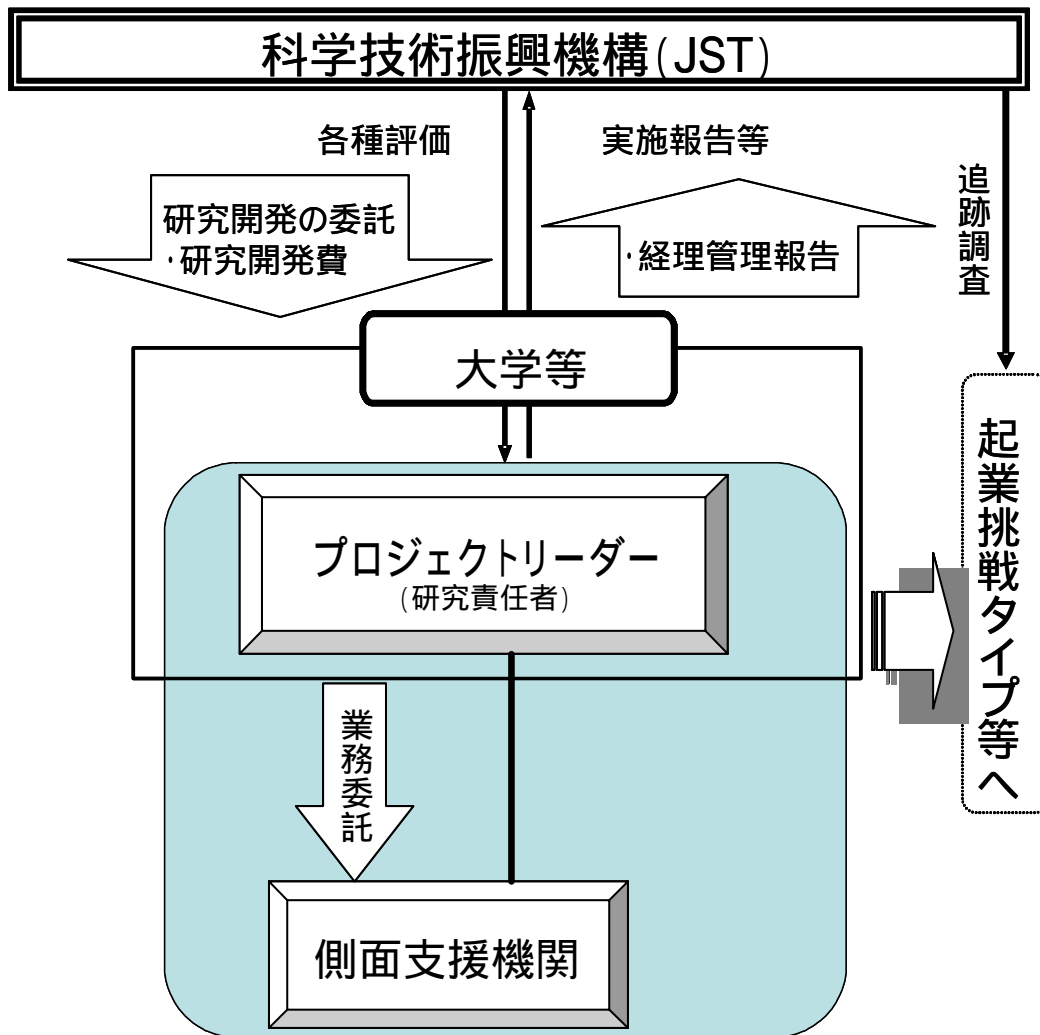 科学技術振興機構(JST)
各種評価
実施報告等
追跡調査
研究開発の委託
・研究開発費
・経理管理報告
大学等
プロジェクトリーダー
(研究責任者)
起業挑戦タイプ等へ
業務委託
側面支援機関